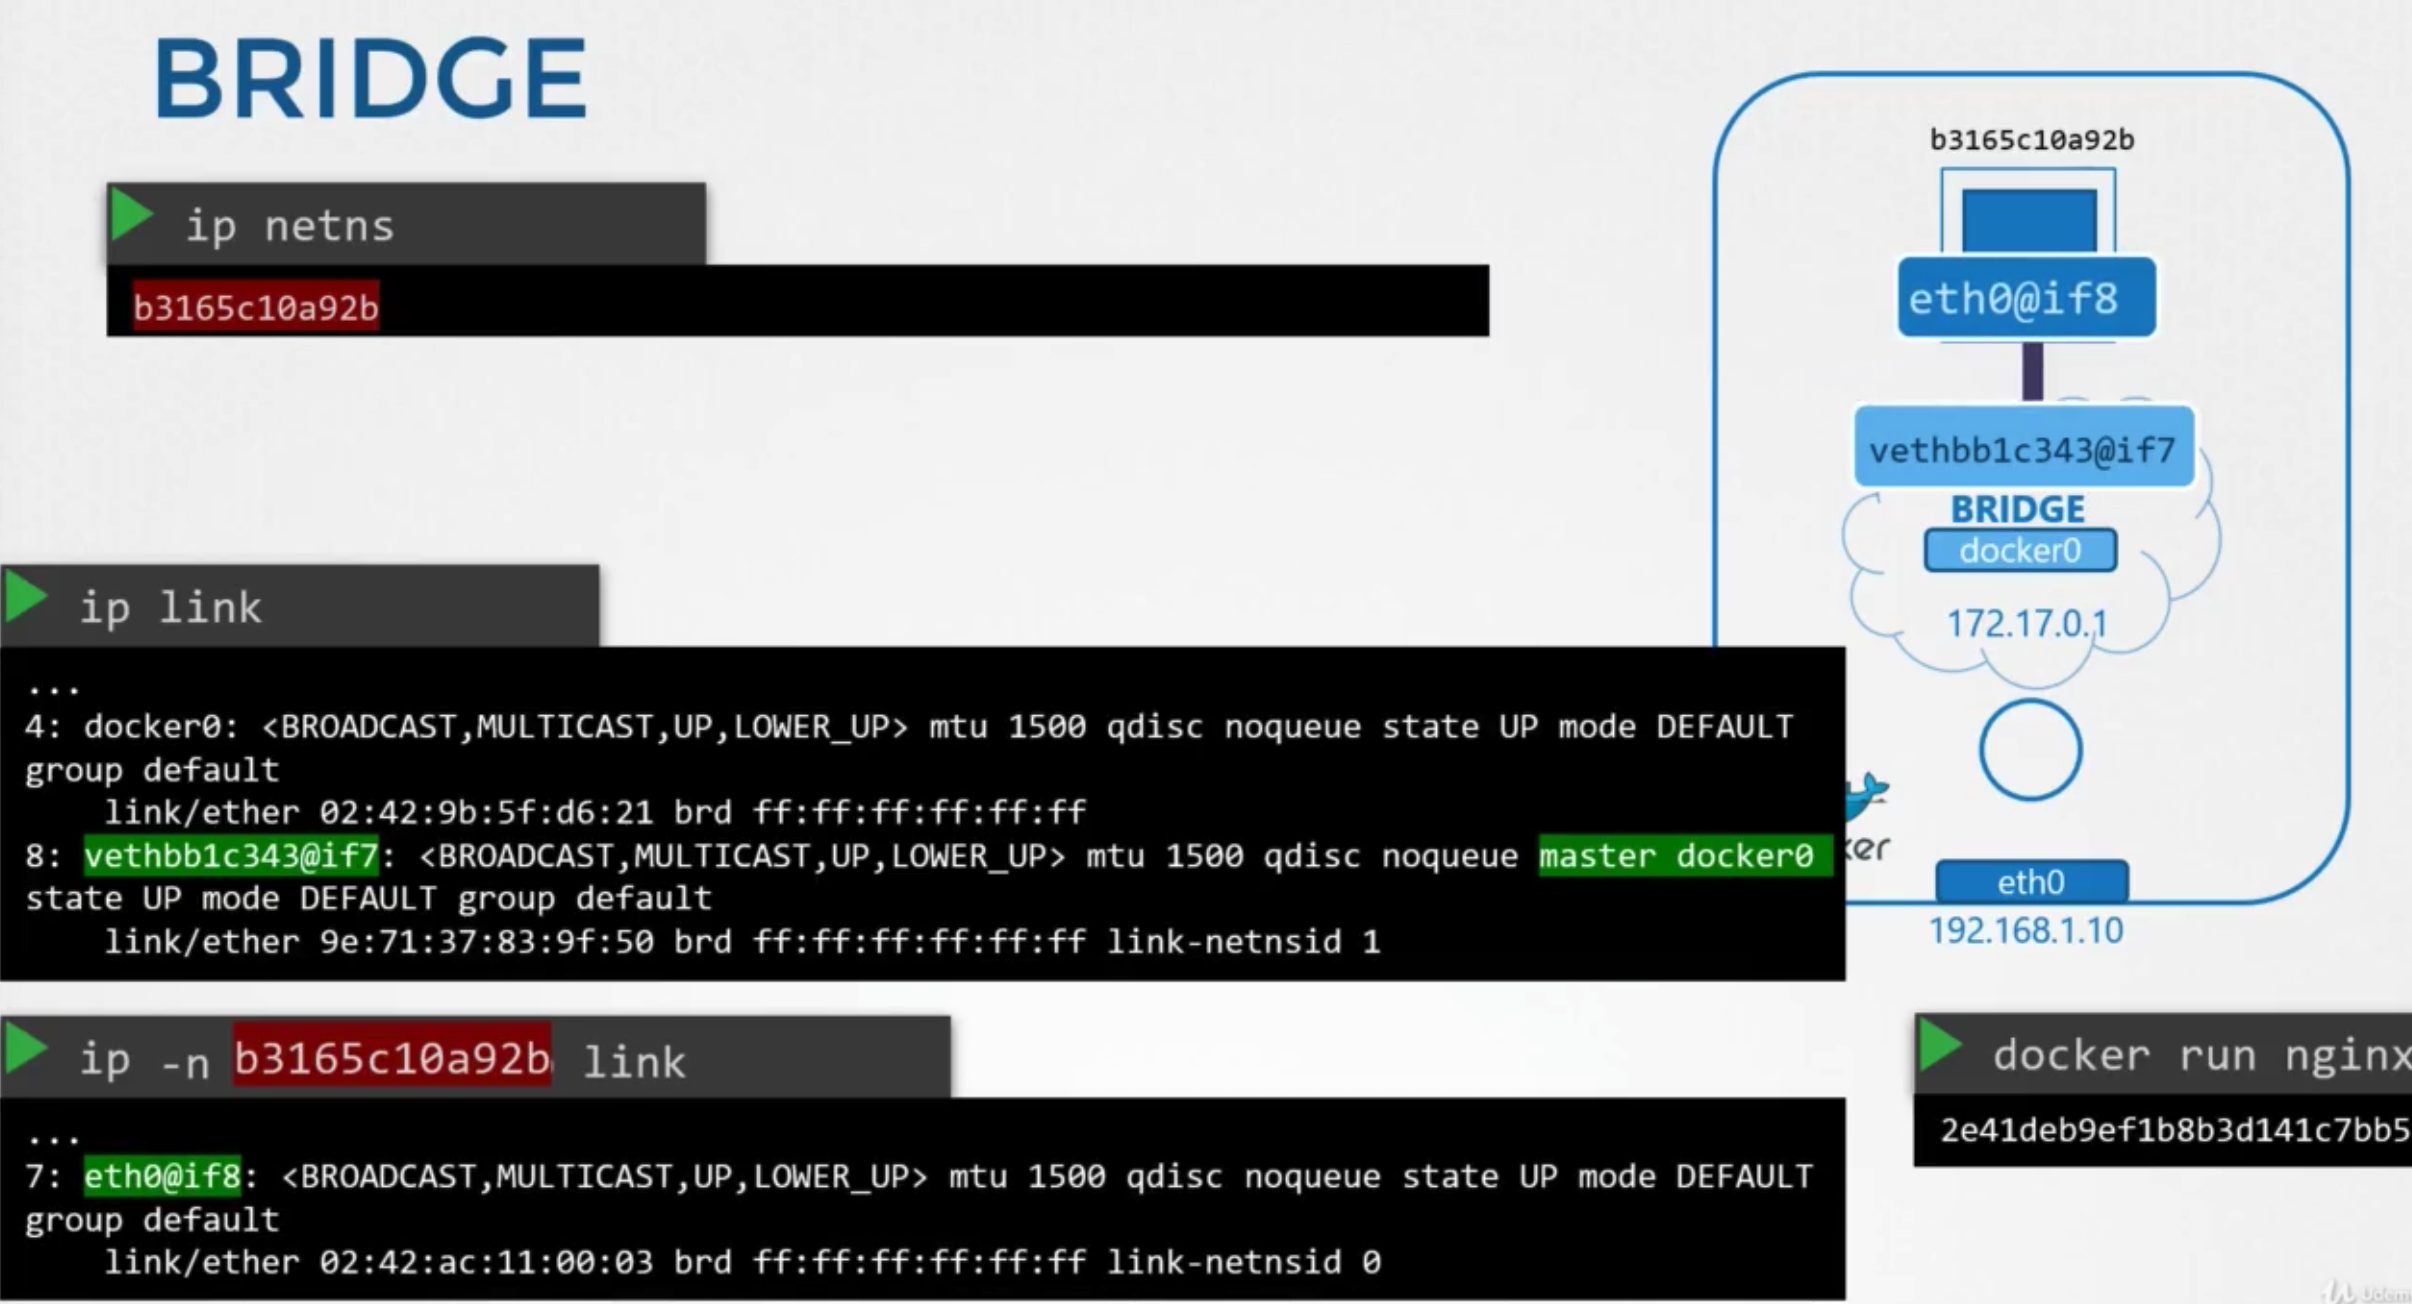 BRIDGE
ip netns
b3165c10a92b
ip link
...
4: docker0: <BROADCAST,MULTICAST,UP,LOWER_UP> mtu 1500 qdisc noqueue state UP mode DEFAULT
group default
link/ether 02:42:9b:5f:d6:21 brd ff:ff:ff:ff:ff:ff
8: vethbb1c343@if7: <BROADCAST,MULTICAST,UP,LOWER_UP> mtu 1500 qdisc noqueue master docker0
state UP mode DEFAULT group default
link/ether 9e:71:37:83:9f:50 brd ff:ff:ff:ff:ff:ff link-netnsid 1
ip -n b3165c10a92b link
...
7: eth0@if8: <BROADCAST,MULTICAST,UP,LOWER_UP> mtu 1500 qdisc noqueue state UP mode DEFAULT
group default
link/ether 02:42:ac:11:00:03 brd ff:ff:ff:ff:ff:ff link-netnsid 0
b3165c10a92b
eth0@if8
vethbb1c343@if7
BRIDGE
docker0
172.17.0.1
eth0
192.168.1.10
docker run nginx
2e41deb9ef1b8b3d141c7bb5